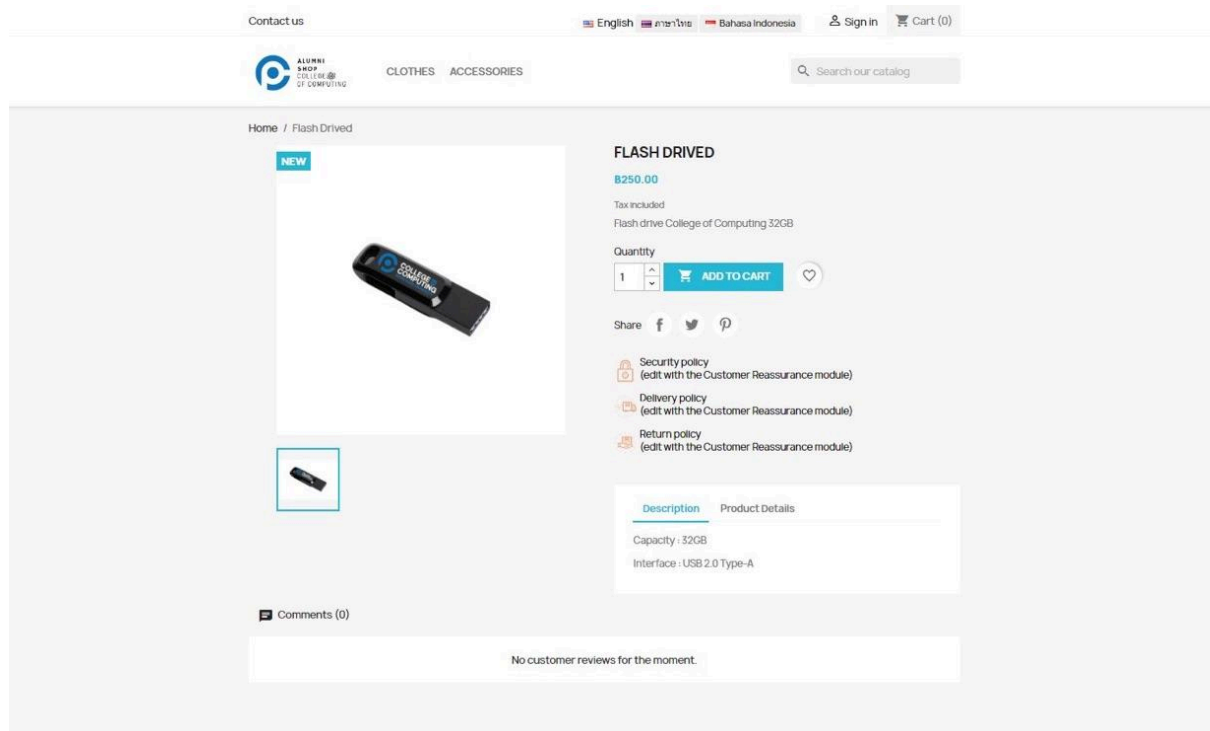 Contact us
English ภาษาไทย Bahasa Indonesia Sign in Cart (0)
ALUMNI
SHOP
COLLEGE
OF COMPUTING
CLOTHES ACCESSORIES
Search our catalog
Home / Flash Drived
NEW
COLLEGE
COMPUTING
FLASH DRIVED
฿250.00
Tax included
Flash drive College of Computing 32GB
Quantity
1 ADD TO CART
Share
Security policy
(edit with the Customer Reassurance module)
Delivery policy
(edit with the Customer Reassurance module)
Return policy
(edit with the Customer Reassurance module)
Description Product Details
Capacity : 32GB
Interface : USB 2.0 Type-A
Comments (0)
No customer reviews for the moment.